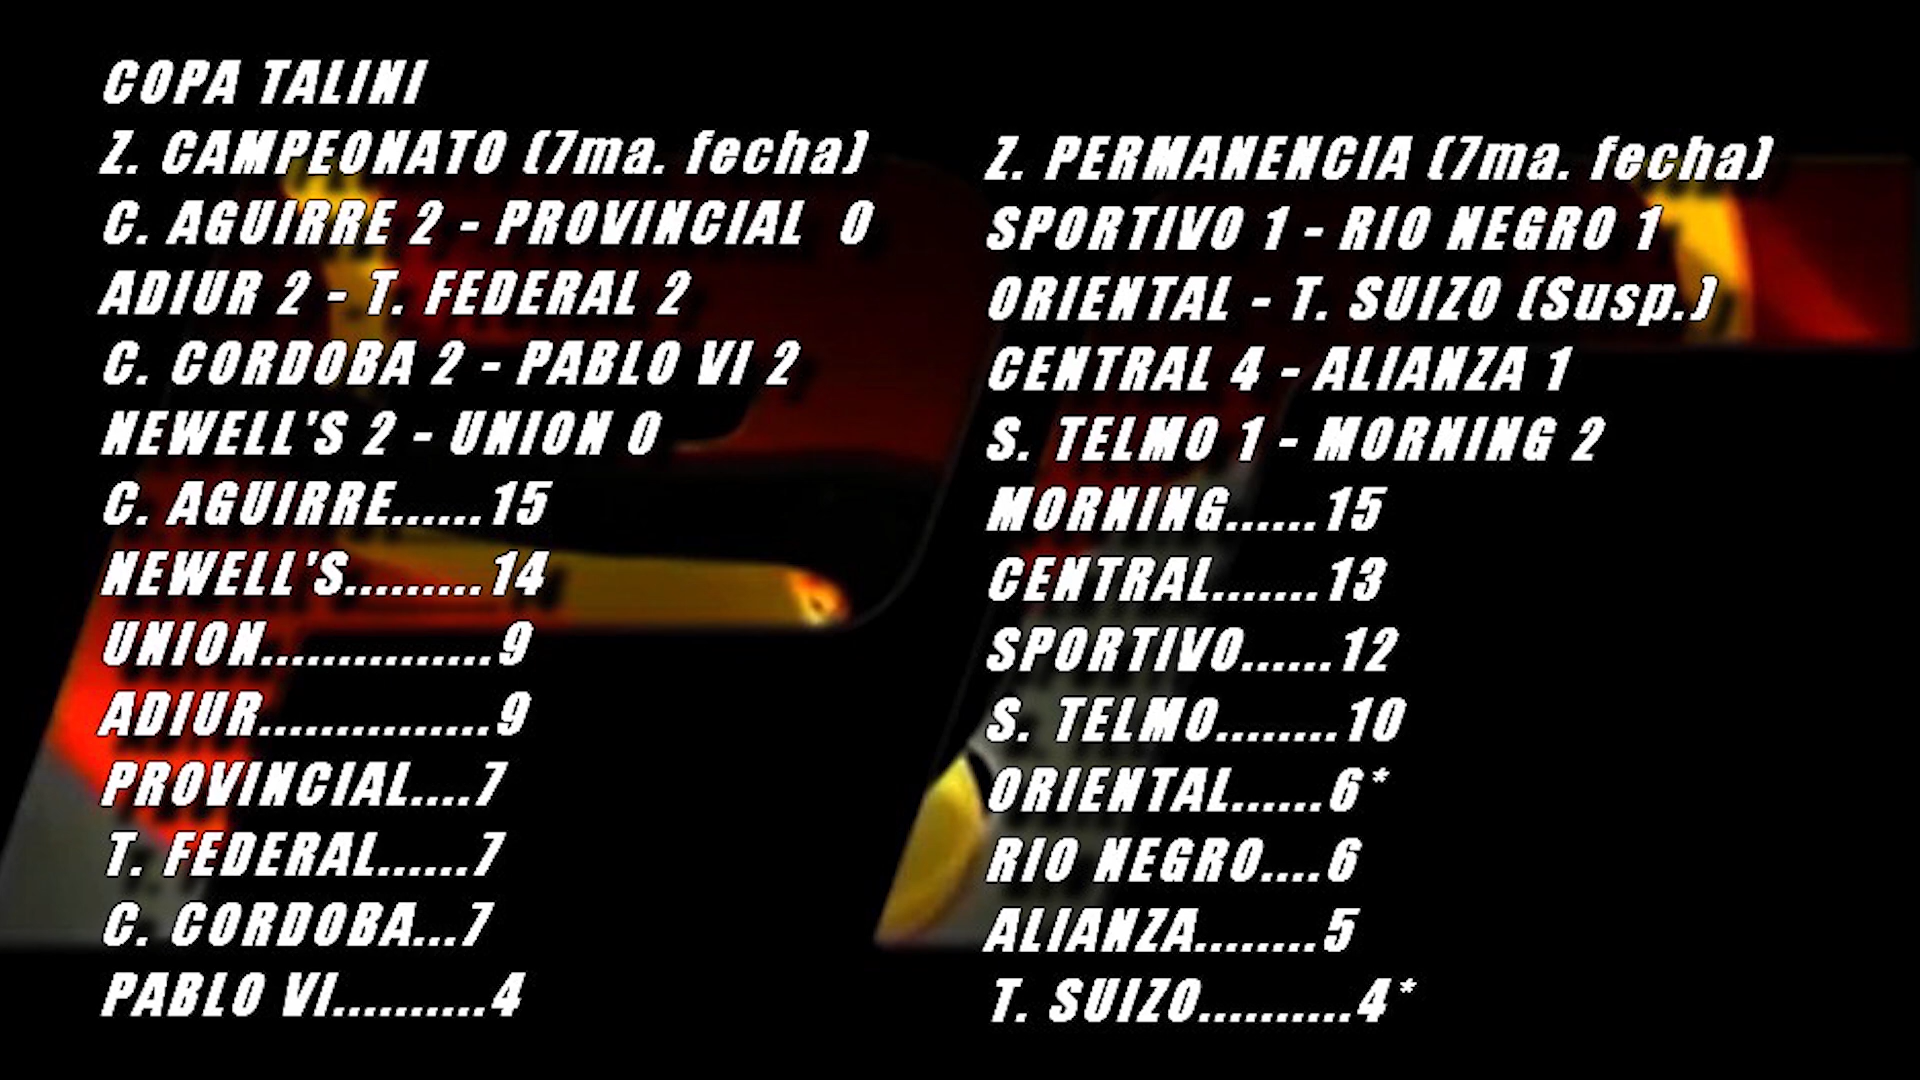 COPA TALINI
Z. CAMPEONATO (7ma. fecha)
C. AGUIRRE 2 - PROVINCIAL  0
ADIUR 2 - T. FEDERAL 2
C. CORDOBA 2 - PABLO VI 2
NEWELL'S 2 - UNION 0
C. AGUIRRE......15
NEWELL'S.........14
UNION...............9
ADIUR...............9
PROVINCIAL....7
T. FEDERAL......7
C. CORDOBA...7
PABLO VI..........4
Z. PERMANENCIA (7ma. fecha)
SPORTIVO 1 - RIO NEGRO 1
ORIENTAL - T. SUIZO (Susp.)
CENTRAL 4 - ALIANZA 1
S. TELMO 1 - MORNING 2
MORNING......15
CENTRAL.......13
SPORTIVO......12
S. TELMO........10
ORIENTAL......6*
RIO NEGRO....6
ALIANZA........5
T. SUIZO..........4*